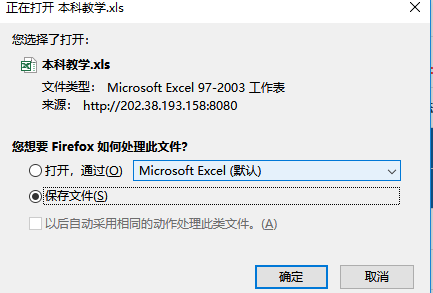 正在打开 本科教学.xls
您选择了打开：
本科教学.xls
文件类型： Microsoft Excel 97-2003 工作表
来源： http://202.38.193.158:8080
您想要 Firefox 如何处理此文件?
打开，通过(O) Microsoft Excel (默认)
保存文件(S)
以后自动采用相同的动作处理此类文件。(A)
确定 取消